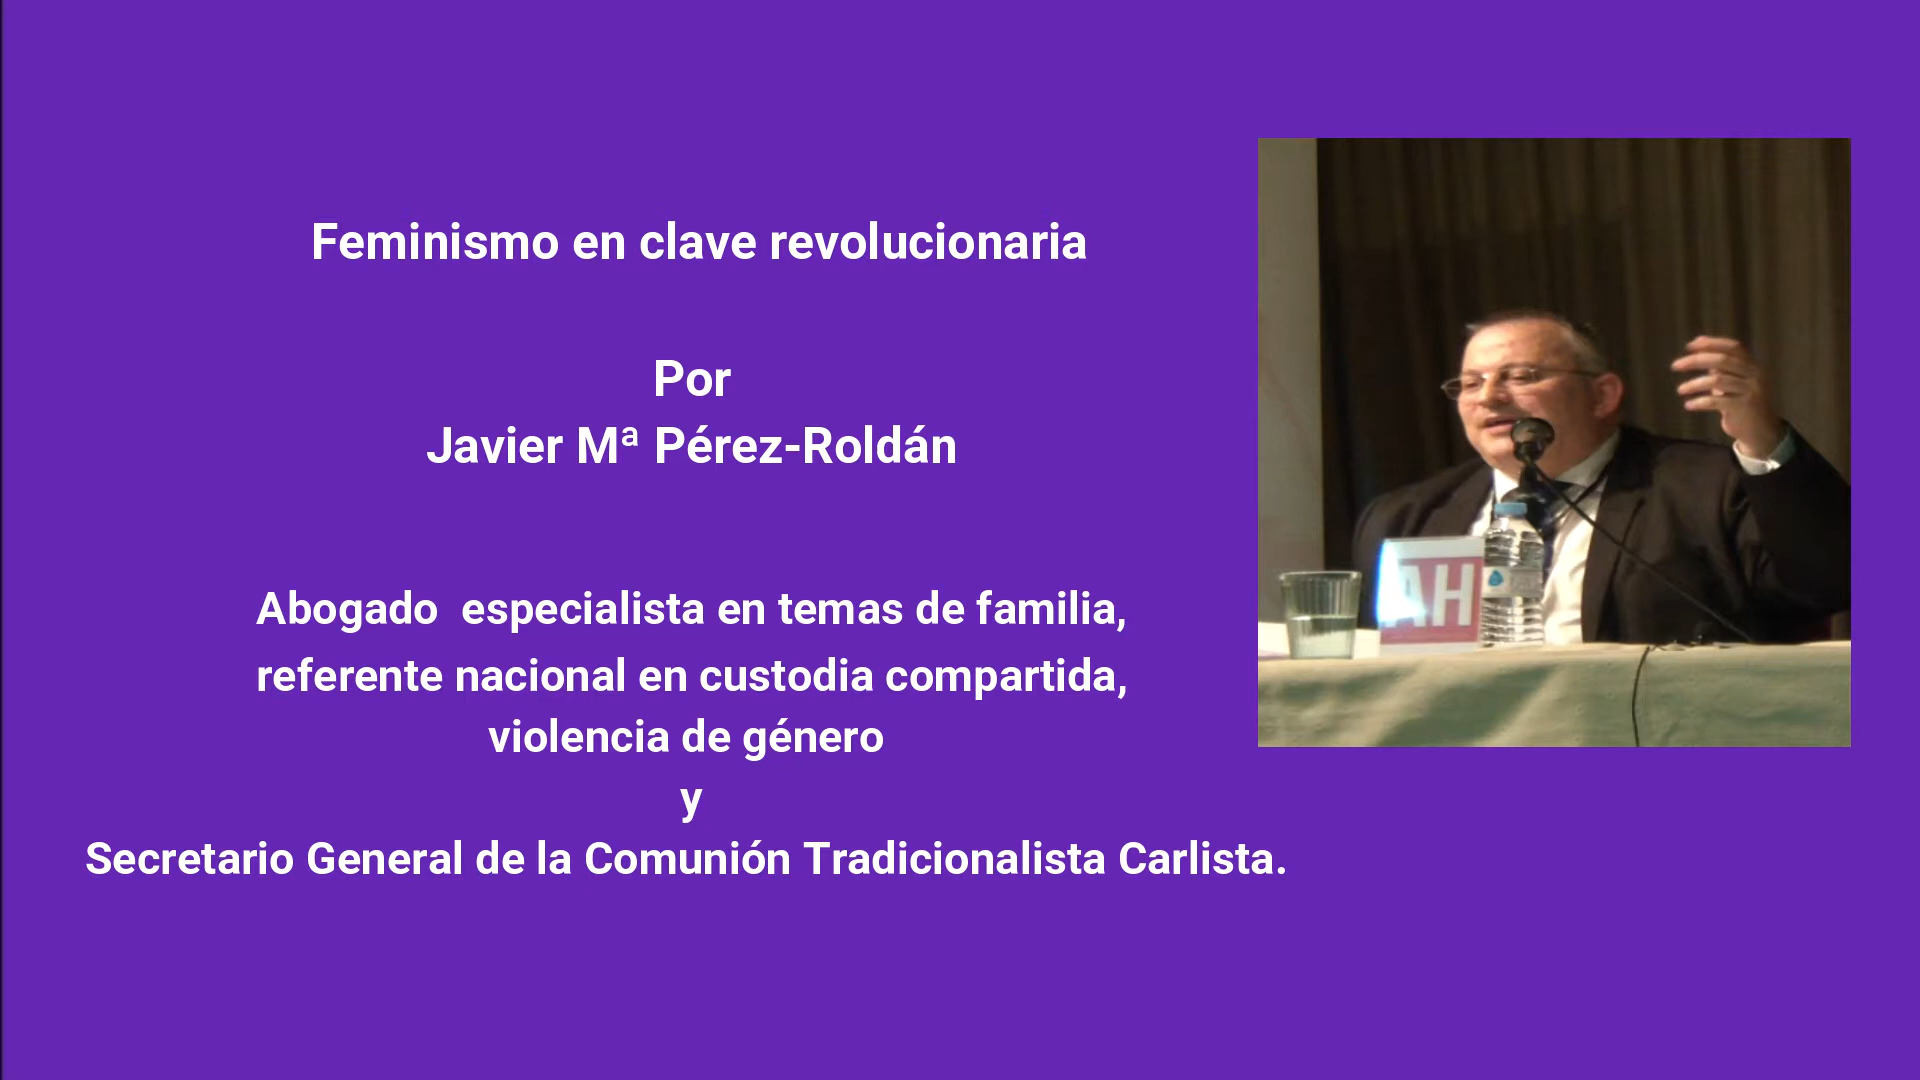 Feminismo en clave revolucionaria
Por
Javier Mª Pérez-Roldán
Abogado  especialista en temas de familia,
referente nacional en custodia compartida,
violencia de género
y
Secretario General de la Comunión Tradicionalista Carlista.
AH